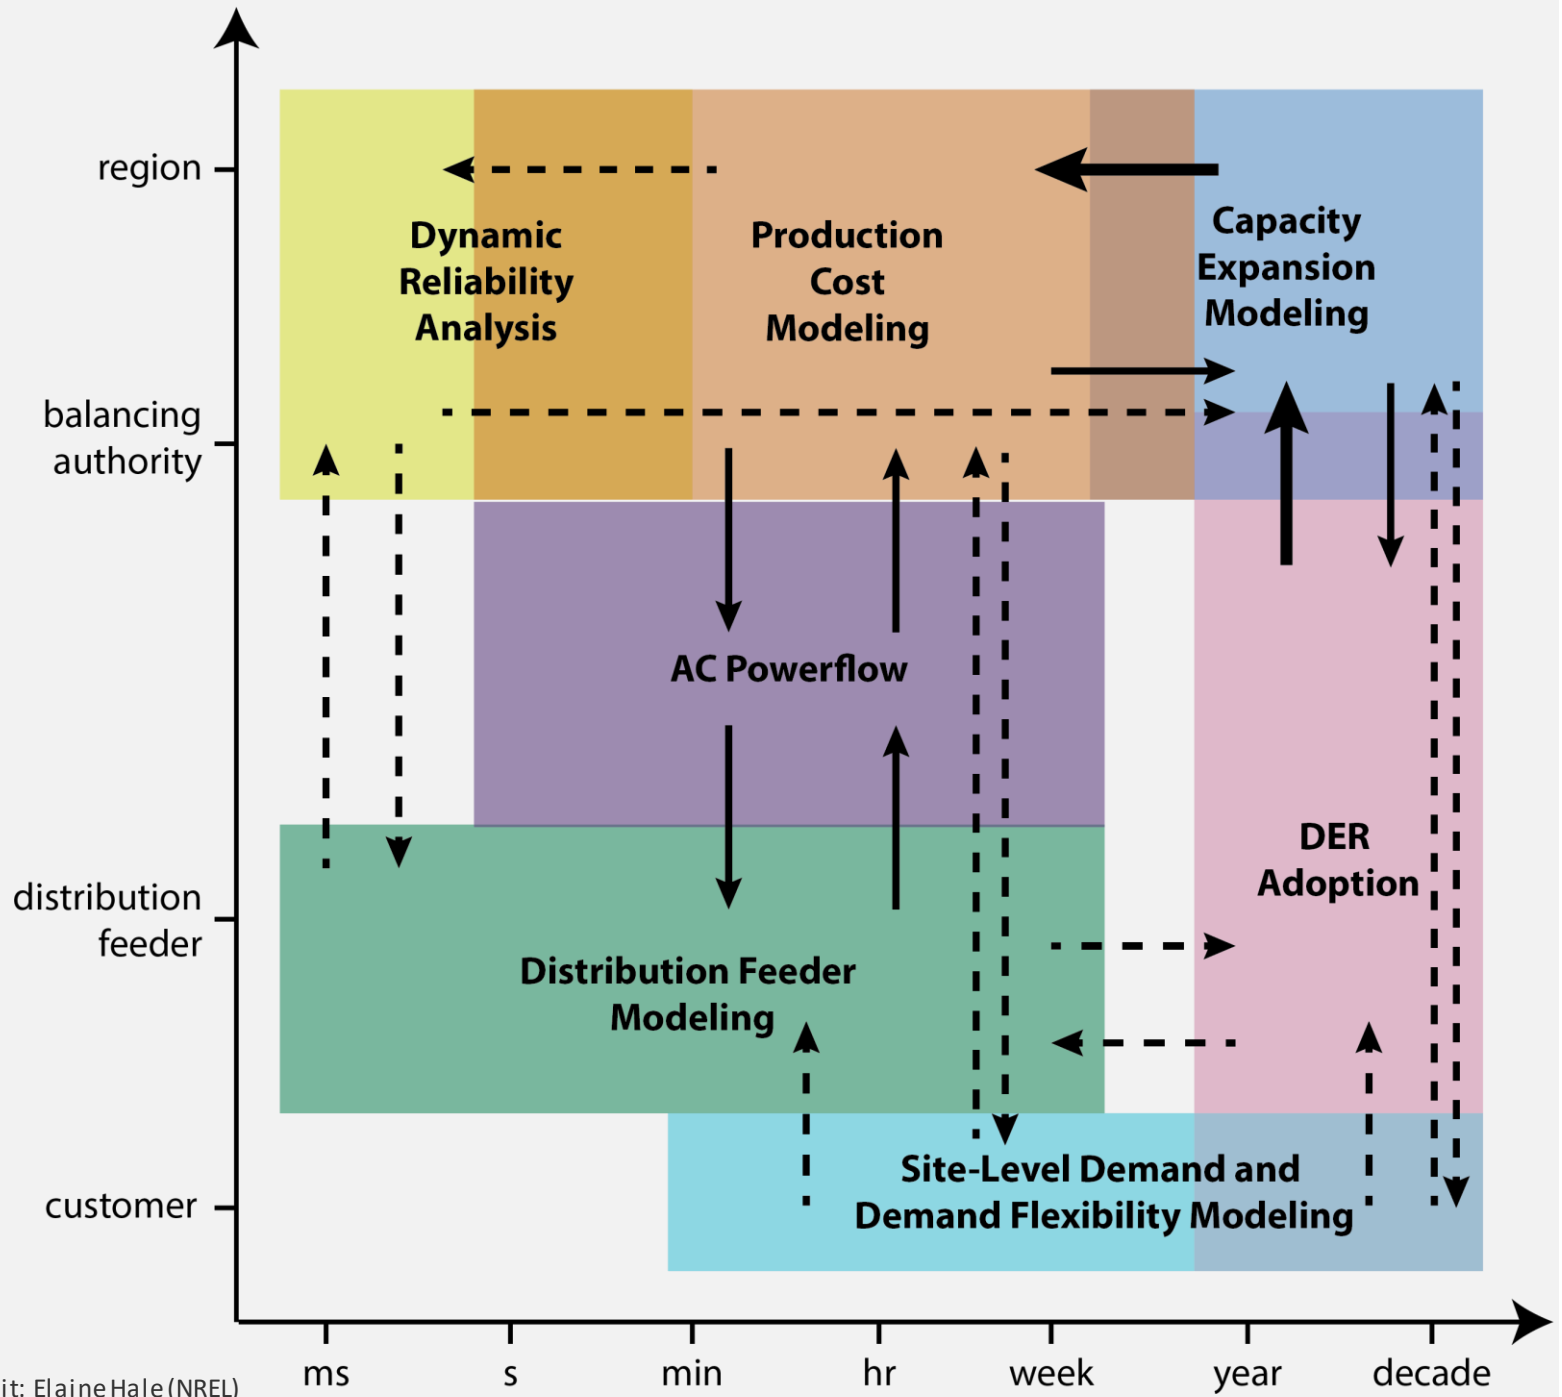 region
Dynamic
Reliability
Analysis
Production
Cost
Modeling
Capacity
Expansion
Modeling
balancing
authority
AC Powerflow
DER
Adoption
distribution
feeder
Distribution Feeder
Modeling
Site-Level Demand and
Demand Flexibility Modeling
customer
ms
s
min
hr
week
year
decade
it: Elaine Hale (NREL)